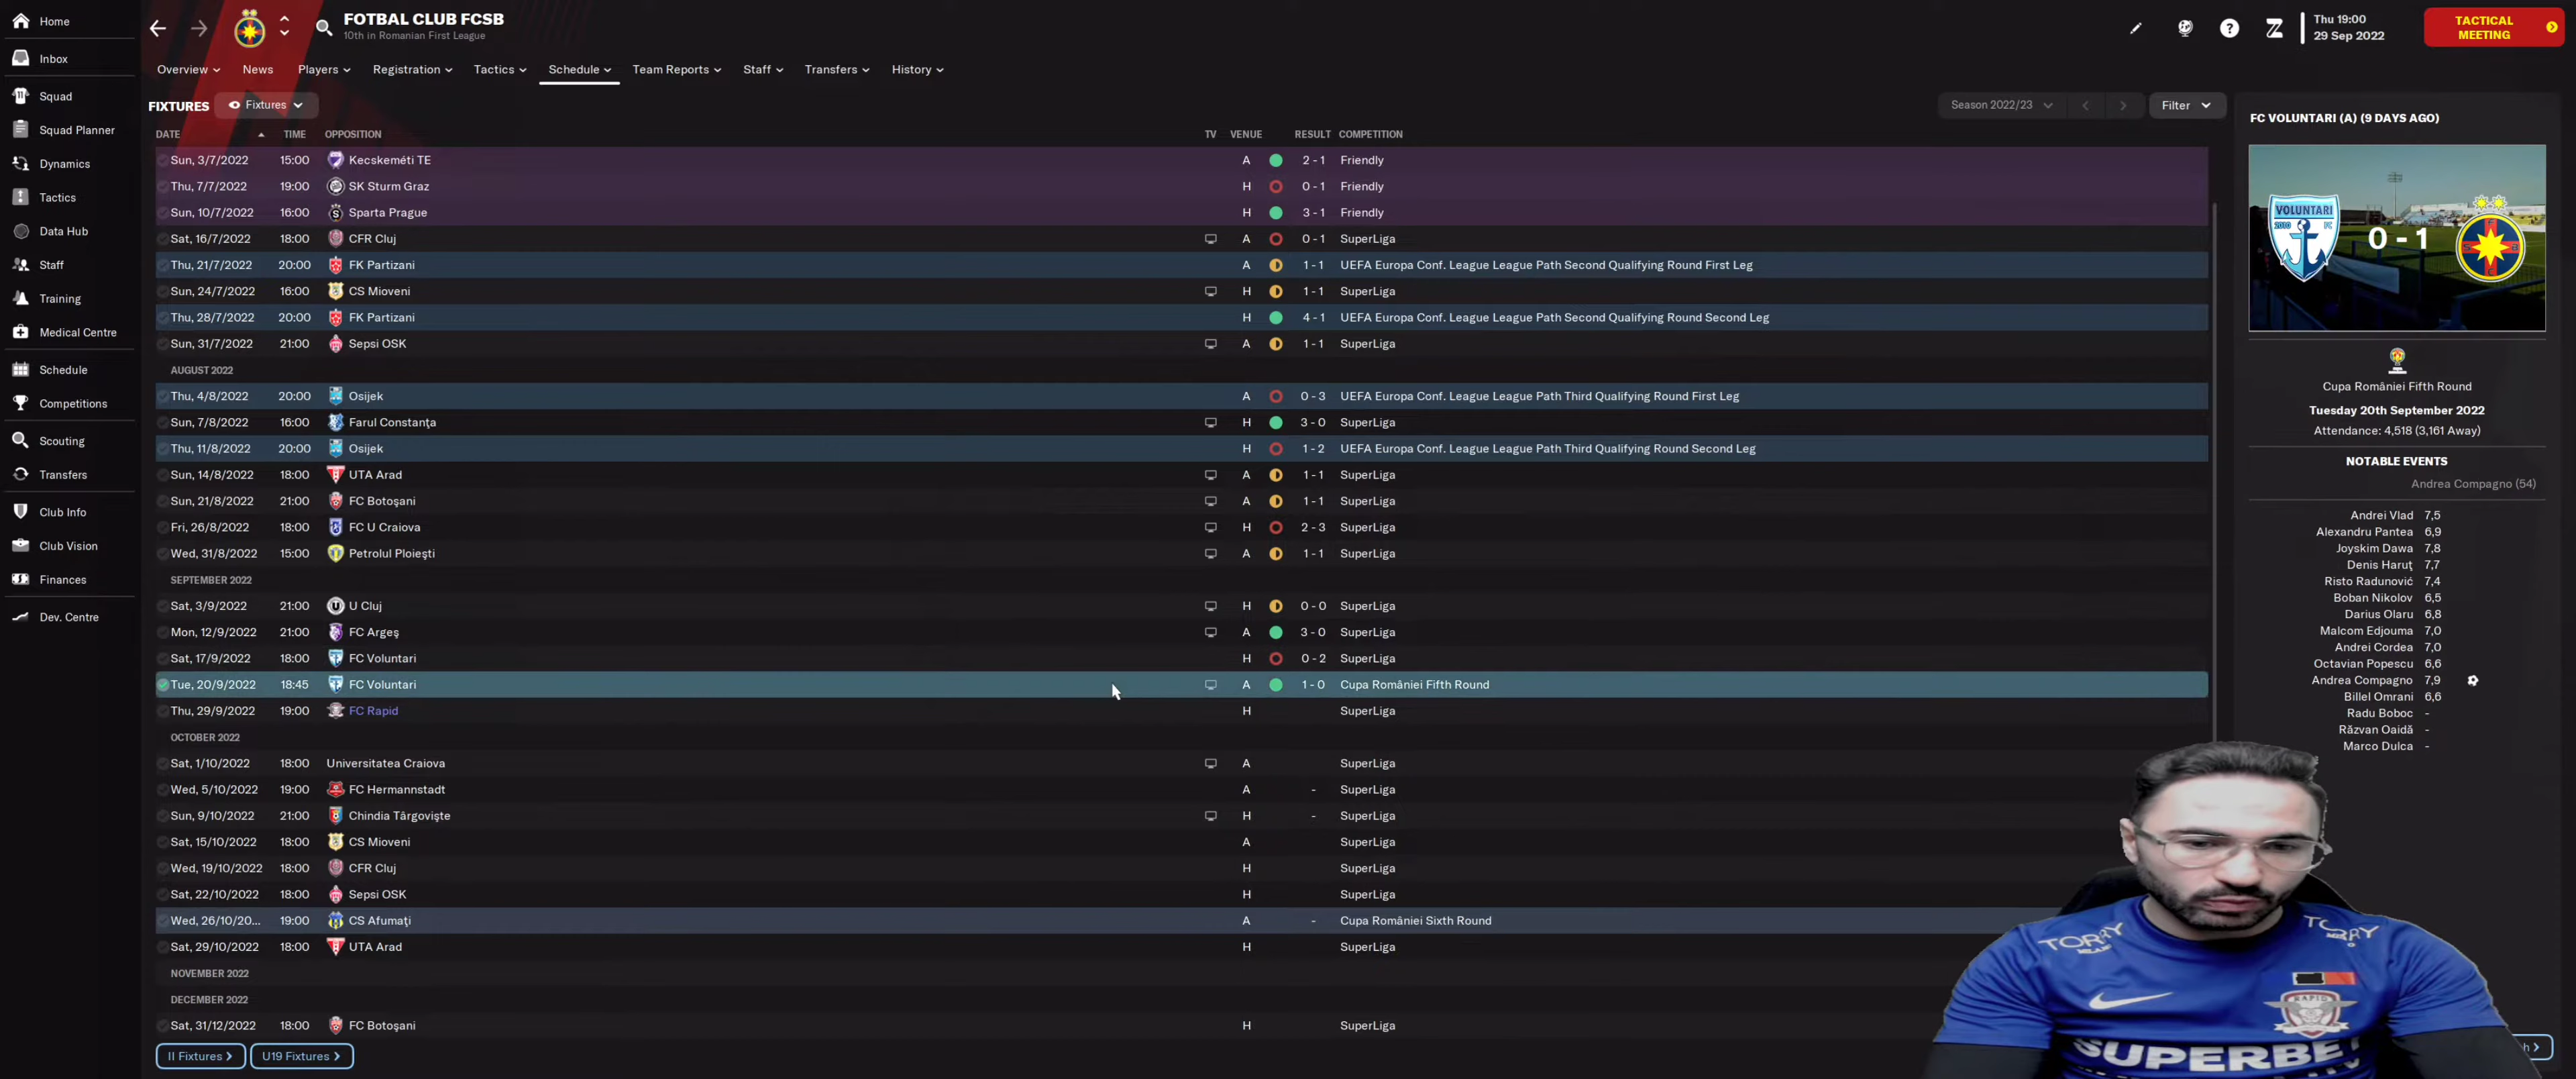 Home
FOTBAL CLUB FCSB
10th in Romanian First League
Thu 19:00
29 Sep 2022
TACTICAL
MEETING
Inbox
Overview News Players Registration Tactics Schedule Team Reports Staff Transfers History
Squad
Squad Planner
Dynamics
Tactics
Data Hub
Staff
Training
Medical Centre
Schedule
Competitions
Scouting
Transfers
Club Info
Club Vision
Finances
Dev. Centre
FIXTURES Fixtures Season 2022/23 Filter
DATE TIME OPPOSITION TV VENUE RESULT COMPETITION
Sun, 3/7/2022 15:00 Kecskeméti TE A 2 - 1 Friendly
Thu, 7/7/2022 19:00 SK Sturm Graz H 0 - 1 Friendly
Sun, 10/7/2022 16:00 Sparta Prague H 3 - 1 Friendly
Sat, 16/7/2022 18:00 CFR Cluj A 0 - 1 SuperLiga
Thu, 21/7/2022 20:00 FK Partizani A 1 - 1 UEFA Europa Conf. League League Path Second Qualifying Round First Leg
Sun, 24/7/2022 16:00 CS Mioveni H 1 - 1 SuperLiga
Thu, 28/7/2022 20:00 FK Partizani H 4 - 1 UEFA Europa Conf. League League Path Second Qualifying Round Second Leg
Sun, 31/7/2022 21:00 Sepsi OSK A 1 - 1 SuperLiga
AUGUST 2022
Thu, 4/8/2022 20:00 Osijek A 0 - 3 UEFA Europa Conf. League League Path Third Qualifying Round First Leg
Sun, 7/8/2022 16:00 Farul Constanţa H 3 - 0 SuperLiga
Thu, 11/8/2022 20:00 Osijek H 1 - 2 UEFA Europa Conf. League League Path Third Qualifying Round Second Leg
Sun, 14/8/2022 18:00 UTA Arad A 1 - 1 SuperLiga
Sun, 21/8/2022 21:00 FC Botoşani A 1 - 1 SuperLiga
Fri, 26/8/2022 18:00 FC U Craiova H 2 - 3 SuperLiga
Wed, 31/8/2022 15:00 Petrolul Ploieşti A 1 - 1 SuperLiga
SEPTEMBER 2022
Sat, 3/9/2022 21:00 U Cluj H 0 - 0 SuperLiga
Mon, 12/9/2022 21:00 FC Argeş A 3 - 0 SuperLiga
Sat, 17/9/2022 18:00 FC Voluntari H 0 - 2 SuperLiga
Tue, 20/9/2022 18:45 FC Voluntari A 1 - 0 Cupa României Fifth Round
Thu, 29/9/2022 19:00 FC Rapid H SuperLiga
OCTOBER 2022
Sat, 1/10/2022 18:00 Universitatea Craiova A SuperLiga
Wed, 5/10/2022 19:00 FC Hermannstadt A - SuperLiga
Sun, 9/10/2022 21:00 Chindia Târgovişte H - SuperLiga
Sat, 15/10/2022 18:00 CS Mioveni A SuperLiga
Wed, 19/10/2022 18:00 CFR Cluj H SuperLiga
Sat, 22/10/2022 18:00 Sepsi OSK H SuperLiga
Wed, 26/10/20... 19:00 CS Afumaţi A - Cupa României Sixth Round
Sat, 29/10/2022 18:00 UTA Arad H SuperLiga
NOVEMBER 2022
DECEMBER 2022
Sat, 31/12/2022 18:00 FC Botoşani H SuperLiga
II Fixtures U19 Fixtures
FC VOLUNTARI (A) (9 DAYS AGO)
VOLUNTARI
2010 FC
0 - 1
Cupa României Fifth Round
Tuesday 20th September 2022
Attendance: 4,518 (3,161 Away)
NOTABLE EVENTS
Andrea Compagno (54)
Andrei Vlad 7,5
Alexandru Pantea 6,9
Joyskim Dawa 7,8
Denis Haruţ 7,7
Risto Radunović 7,4
Boban Nikolov 6,5
Darius Olaru 6,8
Malcom Edjouma 7,0
Andrei Cordea 7,0
Octavian Popescu 6,6
Andrea Compagno 7,9
Billel Omrani 6,6
Radu Boboc -
Răzvan Oaidă -
Marco Dulca -
TORRY
RAPID
SUPERBET